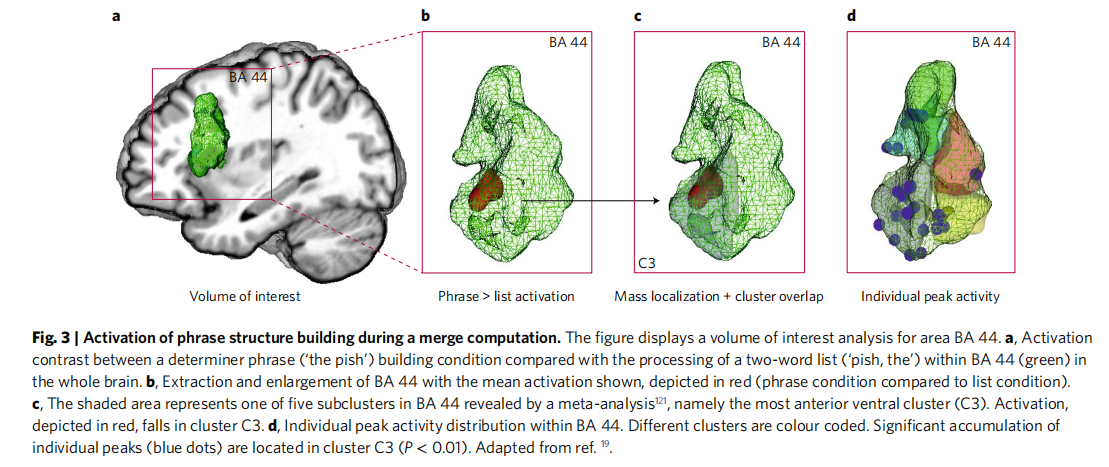 a
b
c
d
BA 44
BA 44
BA 44
BA 44
C3
Volume of interest
Phrase > list activation
Mass localization + cluster overlap
Individual peak activity
Fig. 3 | Activation of phrase structure building during a merge computation. The figure displays a volume of interest analysis for area BA 44. a, Activation
contrast between a determiner phrase (‘the pish’) building condition compared with the processing of a two-word list (‘pish, the’) within BA 44 (green) in
the whole brain. b, Extraction and enlargement of BA 44 with the mean activation shown, depicted in red (phrase condition compared to list condition).
c, The shaded area represents one of five subclusters in BA 44 revealed by a meta-analysis¹²¹, namely the most anterior ventral cluster (C3). Activation,
depicted in red, falls in cluster C3. d, Individual peak activity distribution within BA 44. Different clusters are colour coded. Significant accumulation of
individual peaks (blue dots) are located in cluster C3 (P < 0.01). Adapted from ref. ¹⁹.